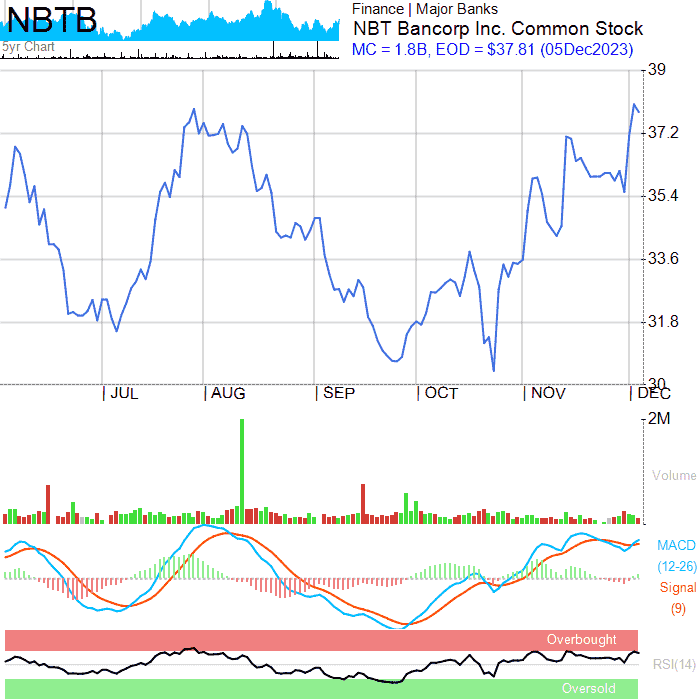 NBTB
5yr Chart
Finance | Major Banks
NBT Bancorp Inc. Common Stock
MC = 1.8B, EOD = $37.81 (05Dec2023)
39
37.2
35.4
33.6
31.8
30
JUL AUG SEP OCT NOV DEC
2M
Volume
MACD
(12-26)
Signal
(9)
Overbought
RSI(14)
Oversold